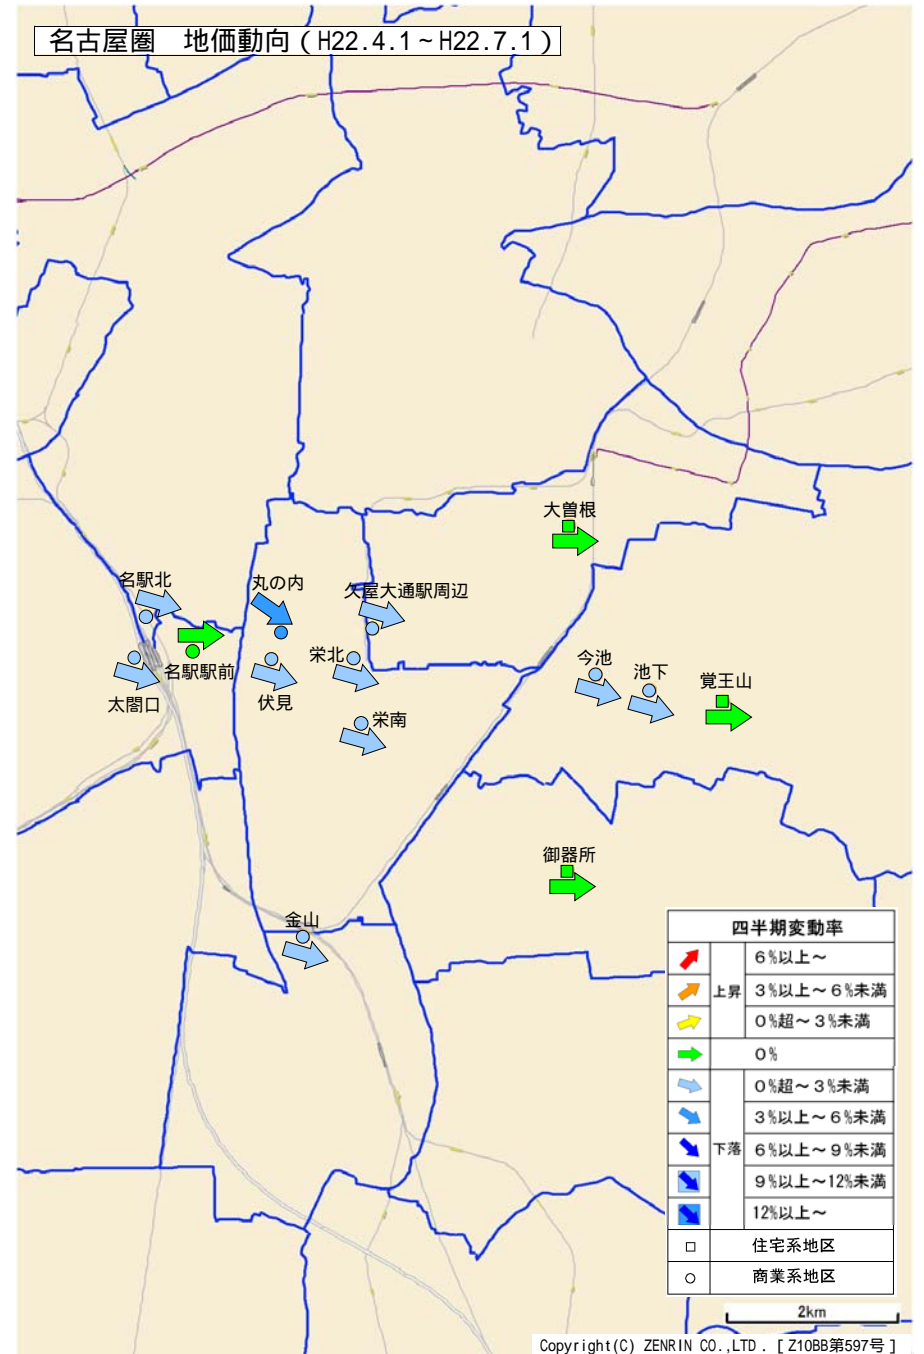 名古屋圏　地価動向（H22.4.1～H22.7.1）
大曽根
名駅北
丸の内
久屋大通駅周辺
名駅駅前
栄北
今池
池下
覚王山
太閤口
伏見
栄南
御器所
金山
四半期変動率
上昇
6%以上～
3%以上～6%未満
0%超～3%未満
0%
下落
0%超～3%未満
3%以上～6%未満
6%以上～9%未満
9%以上～12%未満
12%以上～
住宅系地区
商業系地区
2km
Copyright(C) ZENRIN CO.,LTD．[ Z10BB第597号 ]